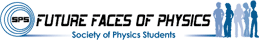 SPS FUTURE FACES OF PHYSICS
Society of Physics Students